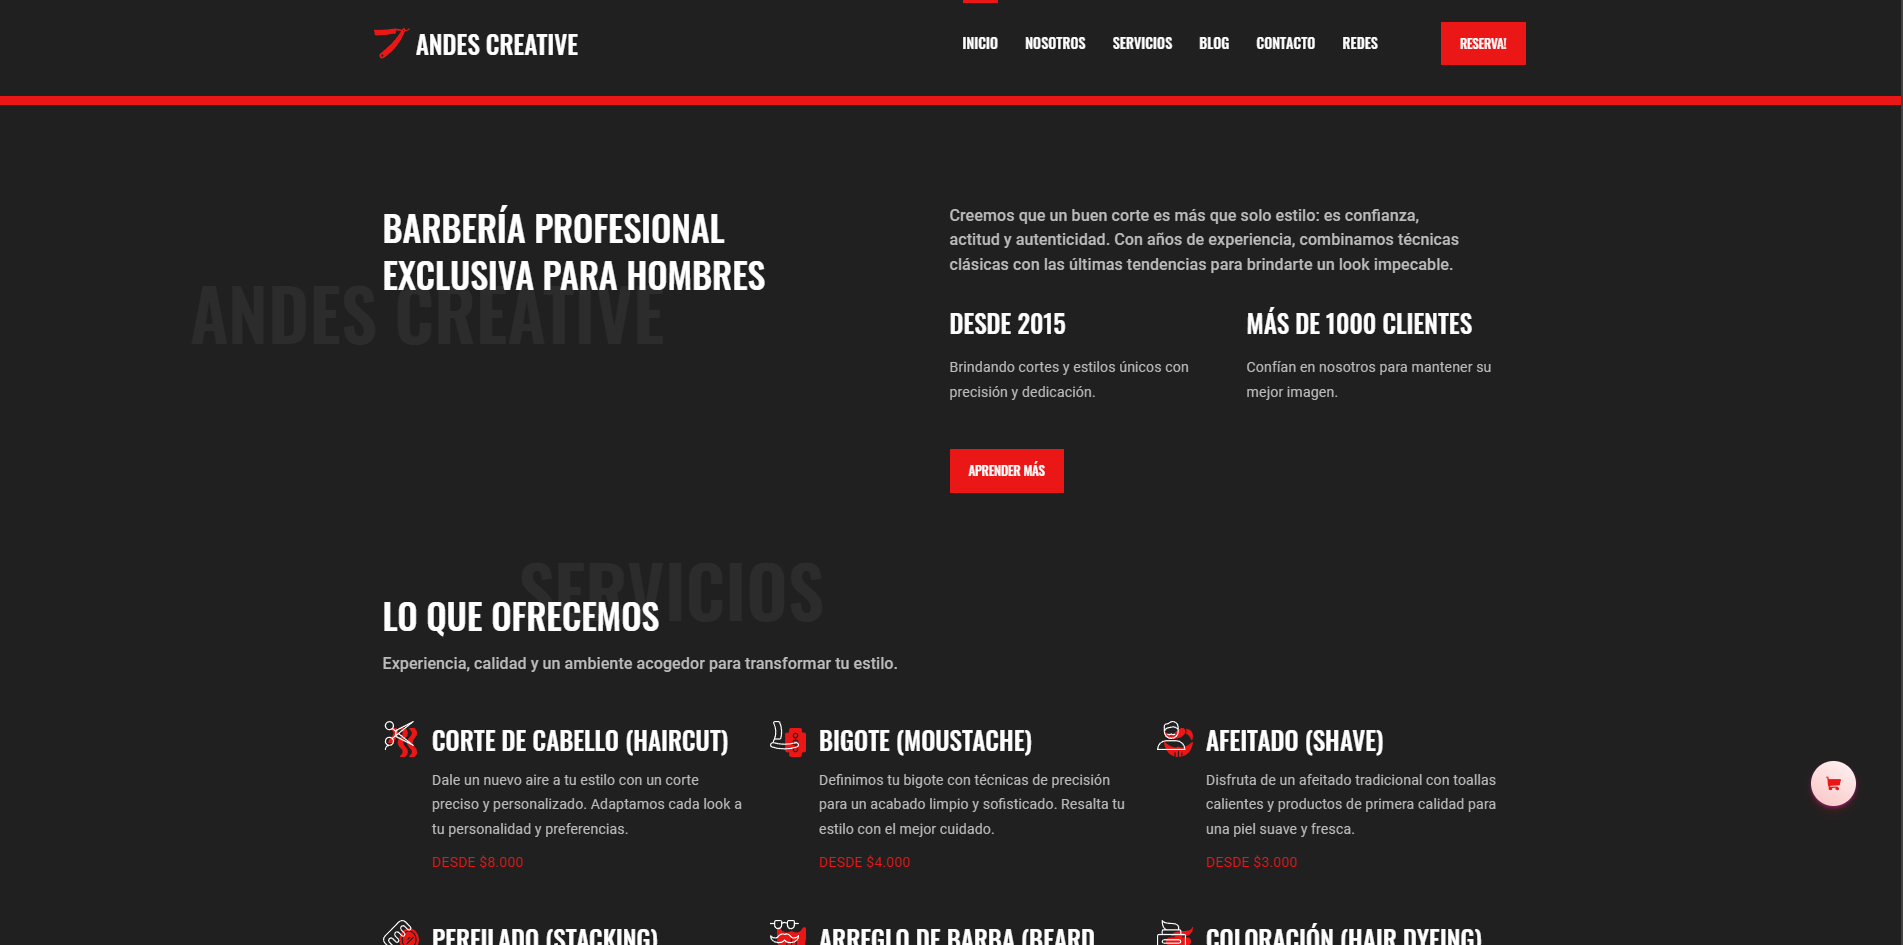 ANDES CREATIVE
INICIO NOSOTROS SERVICIOS BLOG CONTACTO REDES RESERVA!
BARBERÍA PROFESIONAL
EXCLUSIVA PARA HOMBRES
ANDES CREATIVE
Creemos que un buen corte es más que solo estilo: es confianza,
actitud y autenticidad. Con años de experiencia, combinamos técnicas
clásicas con las últimas tendencias para brindarte un look impecable.
DESDE 2015
Brindando cortes y estilos únicos con
precisión y dedicación.
MÁS DE 1000 CLIENTES
Confían en nosotros para mantener su
mejor imagen.
APRENDER MÁS
SERVICIOS
LO QUE OFRECEMOS
Experiencia, calidad y un ambiente acogedor para transformar tu estilo.
CORTE DE CABELLO (HAIRCUT)
Dale un nuevo aire a tu estilo con un corte
preciso y personalizado. Adaptamos cada look a
tu personalidad y preferencias.
DESDE $8.000
BIGOTE (MOUSTACHE)
Definimos tu bigote con técnicas de precisión
para un acabado limpio y sofisticado. Resalta tu
estilo con el mejor cuidado.
DESDE $4.000
AFEITADO (SHAVE)
Disfruta de un afeitado tradicional con toallas
calientes y productos de primera calidad para
una piel suave y fresca.
DESDE $3.000
PERFILADO (STACKING)
ARREGLO DE BARBA (BEARD
COLORACIÓN (HAIR DYEING)